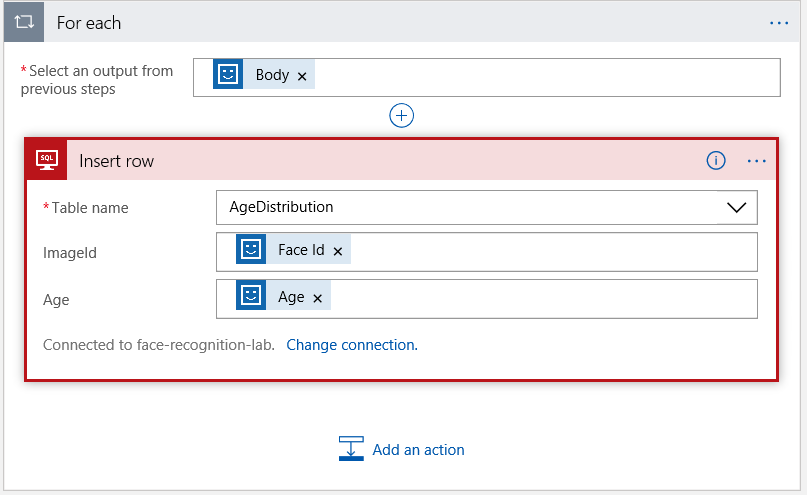 For each
*Select an output from
previous steps
Body ×
SQL
Insert row
*Table name
AgeDistribution
ImageId
Face Id ×
Age
Age ×
Connected to face-recognition-lab. Change connection.
Add an action